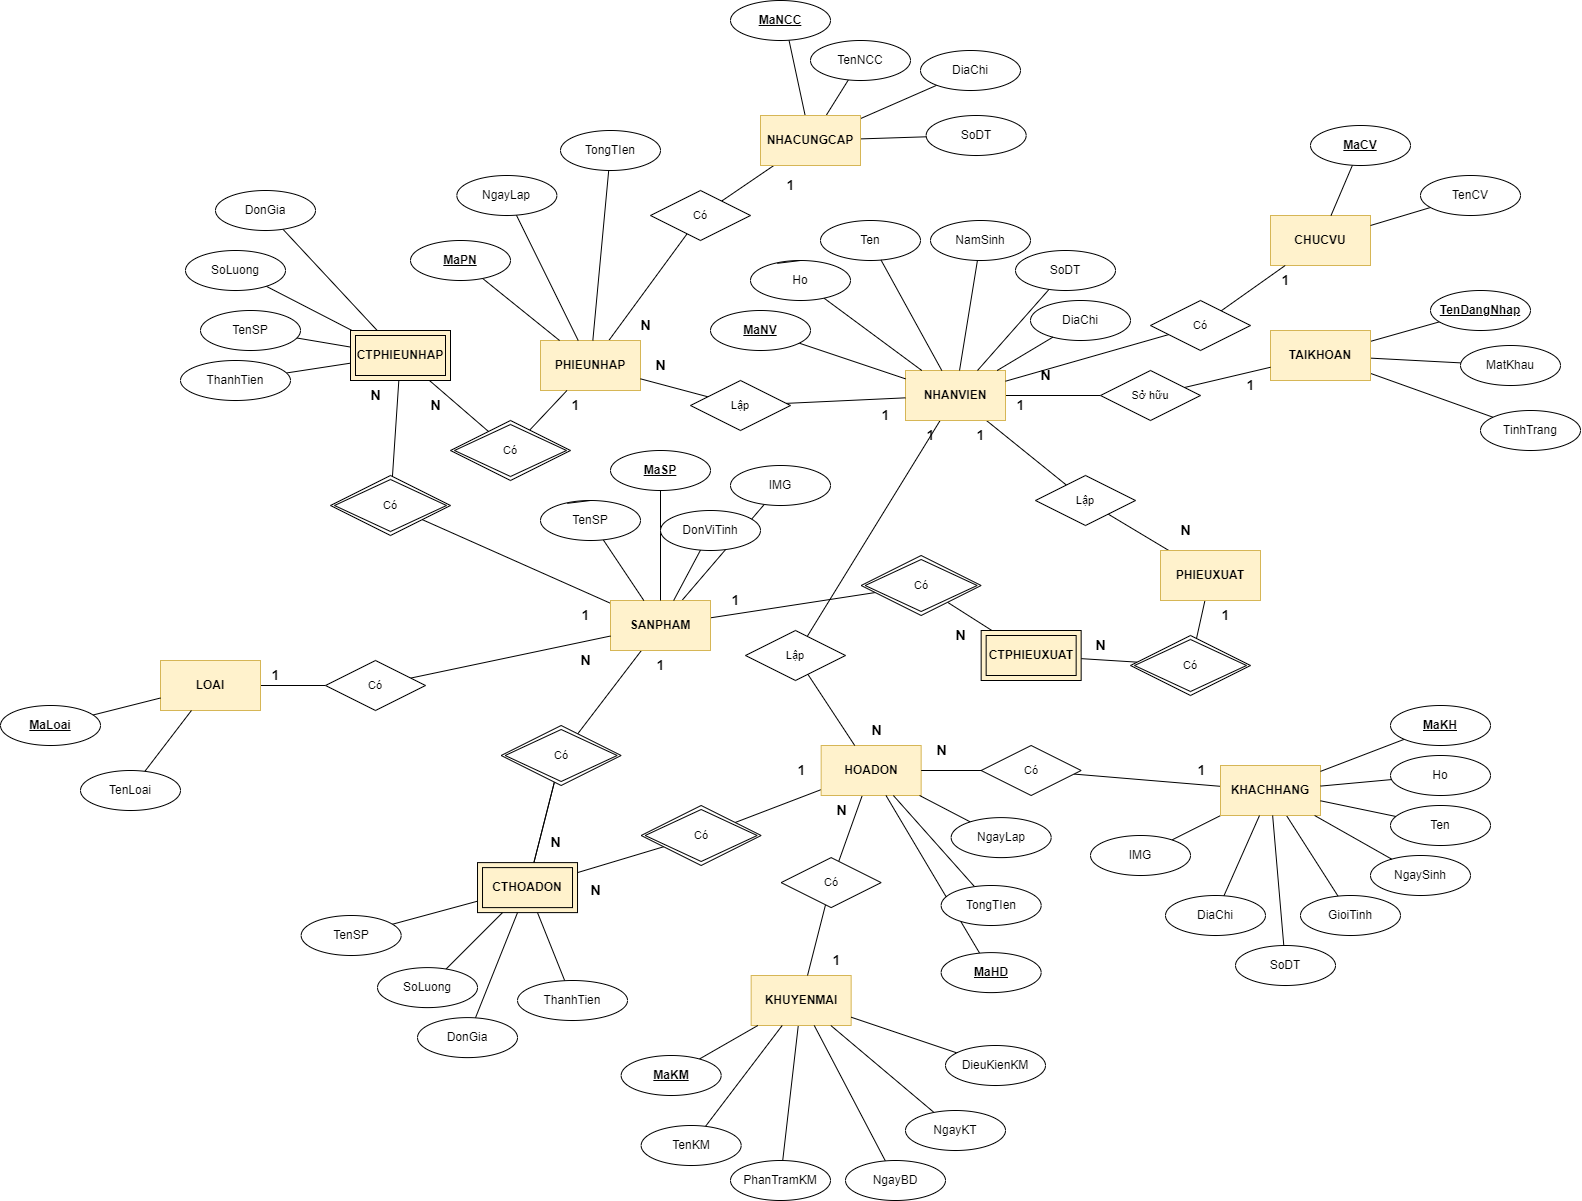 MaNCC
TenNCC
DiaChi
SoDT
NHACUNGCAP
1
Có
TongTIen
NgayLap
MaPN
N
PHIEUNHAP
N
1
DonGia
SoLuong
TenSP
ThanhTien
CTPHIEUNHAP
N
N
Có
Có
Lập
MaCV
TenCV
CHUCVU
1
Có
Ten
NamSinh
Ho
SoDT
MaNV
DiaChi
NHANVIEN
N
1
1
1
1
Sở hữu
1
TAIKHOAN
TenDangNhap
MatKhau
TinhTrang
Lập
N
PHIEUXUAT
1
MaSP
IMG
TenSP
DonViTinh
SANPHAM
1
1
N
1
Có
N
CTPHIEUXUAT
N
Có
LOAI
1
Có
MaLoai
TenLoai
Lập
N
HOADON
1
N
N
Có
1
KHACHHANG
MaKH
Ho
Ten
NgaySinh
GioiTinh
SoDT
DiaChi
IMG
Có
N
CTHOADON
N
Có
TenSP
SoLuong
DonGia
ThanhTien
NgayLap
TongTIen
MaHD
Có
1
KHUYENMAI
MaKM
TenKM
PhanTramKM
NgayBD
NgayKT
DieuKienKM